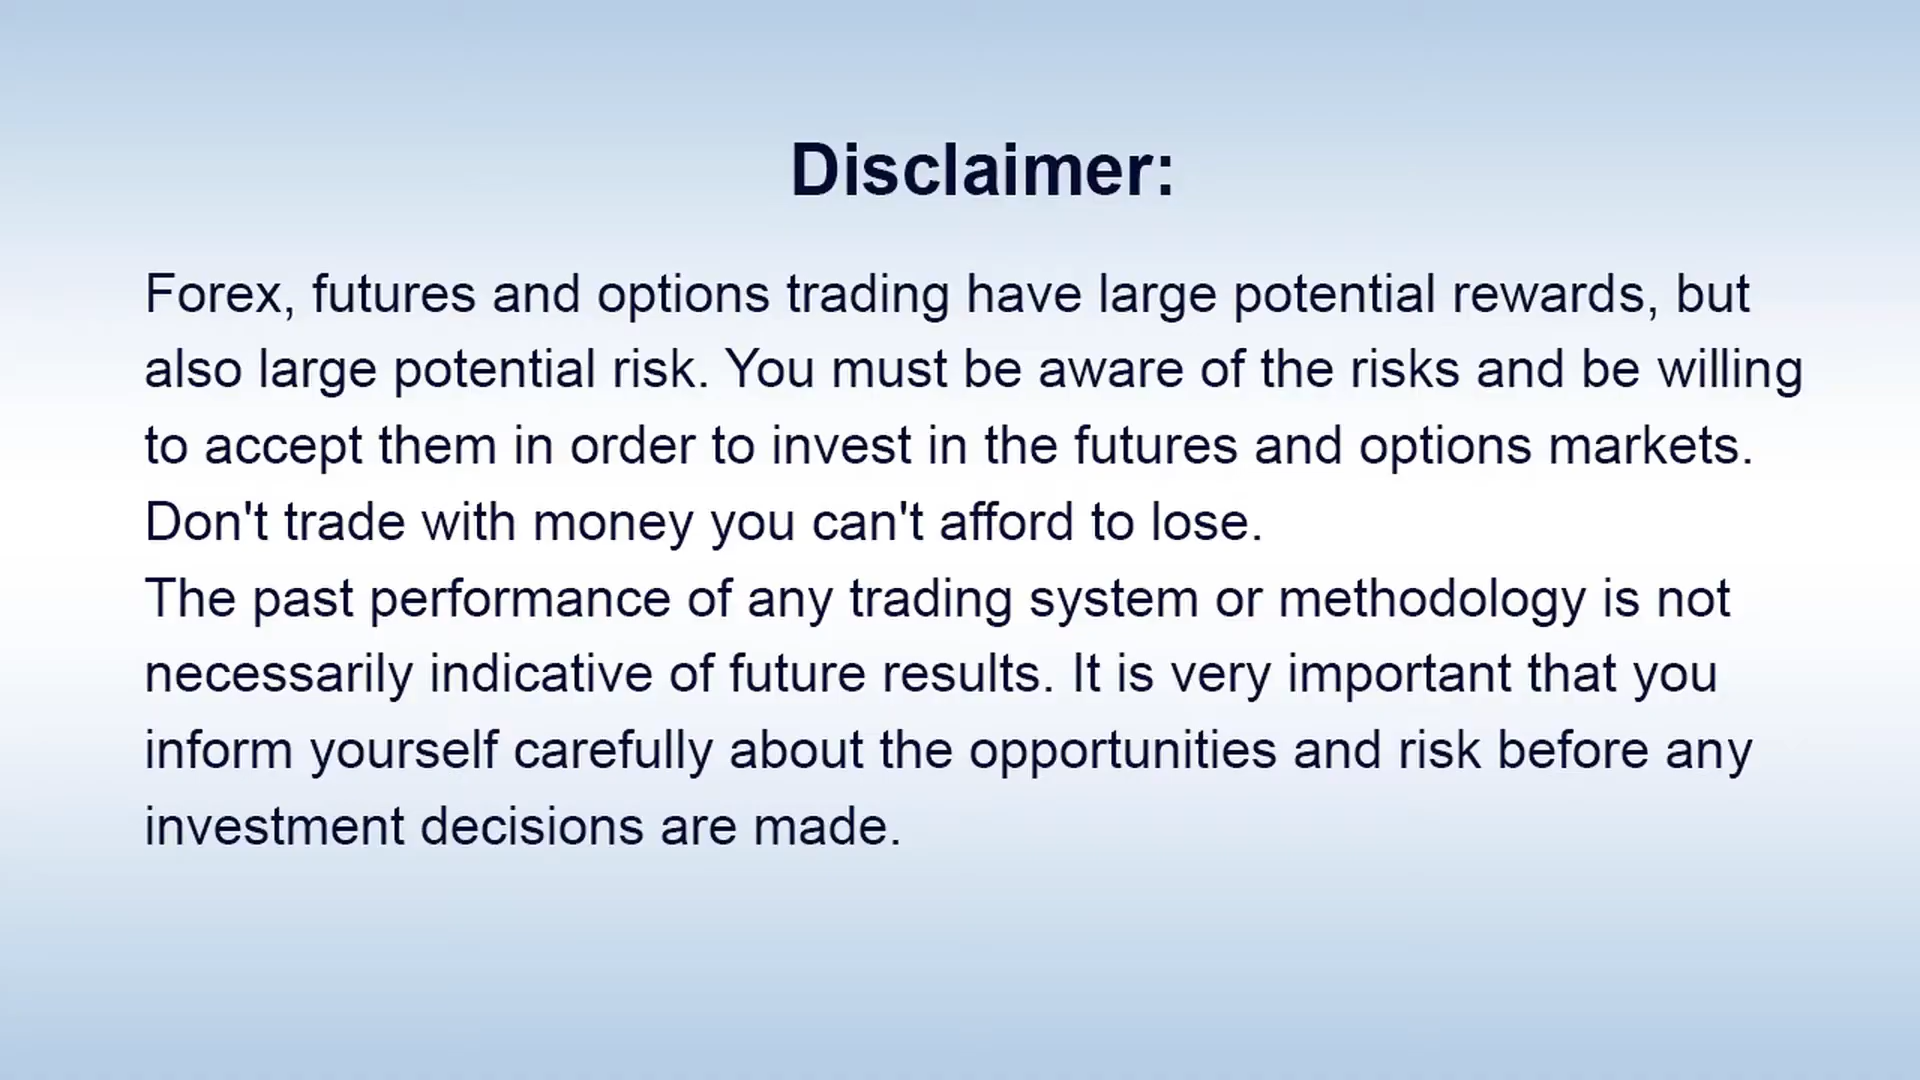 Disclaimer:
Forex, futures and options trading have large potential rewards, but
also large potential risk. You must be aware of the risks and be willing
to accept them in order to invest in the futures and options markets.
Don't trade with money you can't afford to lose.
The past performance of any trading system or methodology is not
necessarily indicative of future results. It is very important that you
inform yourself carefully about the opportunities and risk before any
investment decisions are made.